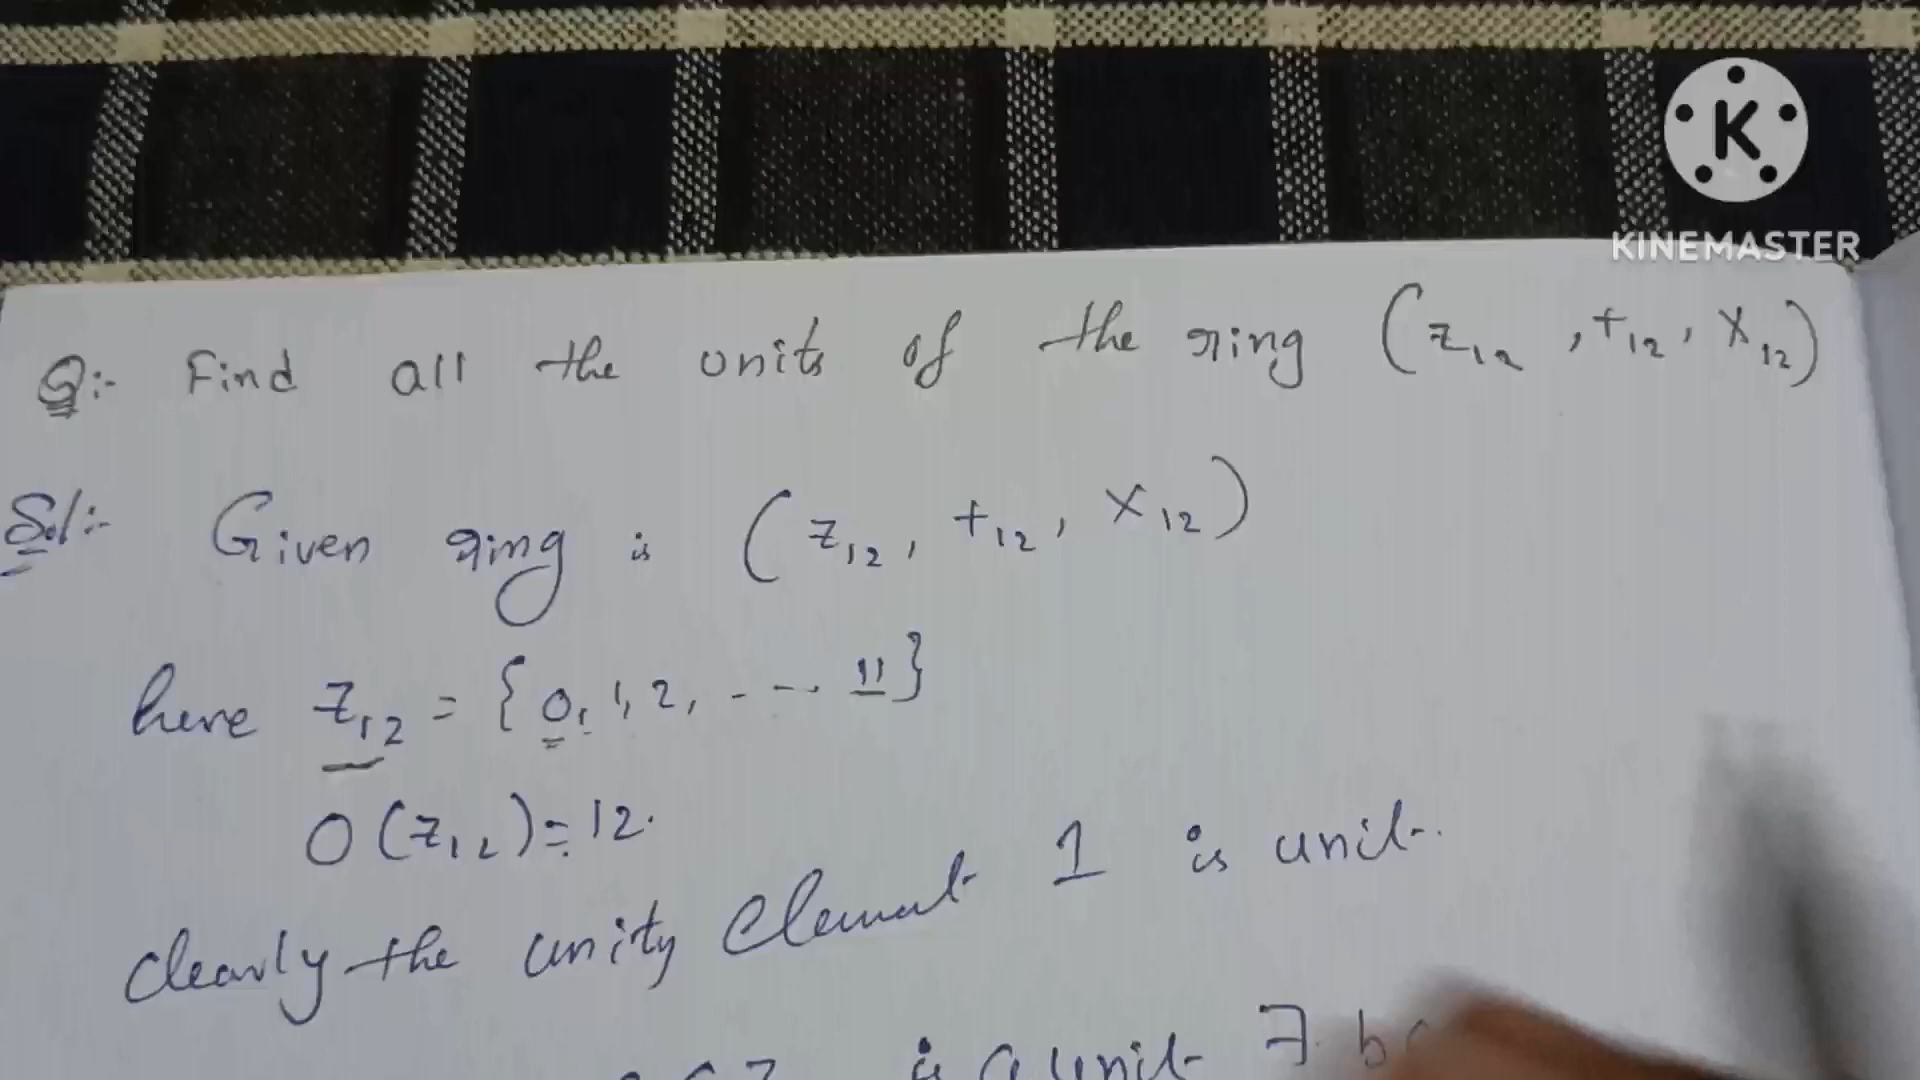 K
KINEMASTER
Q:- Find all the units of the ring (Z12, +12, X12)
Sol:- Given ring is (Z12, +12, X12)
here Z12 = {0, 1, 2, ---- 11}
O(Z12) = 12.
clearly the unity element 1 is unit.
is a unit ∃ b